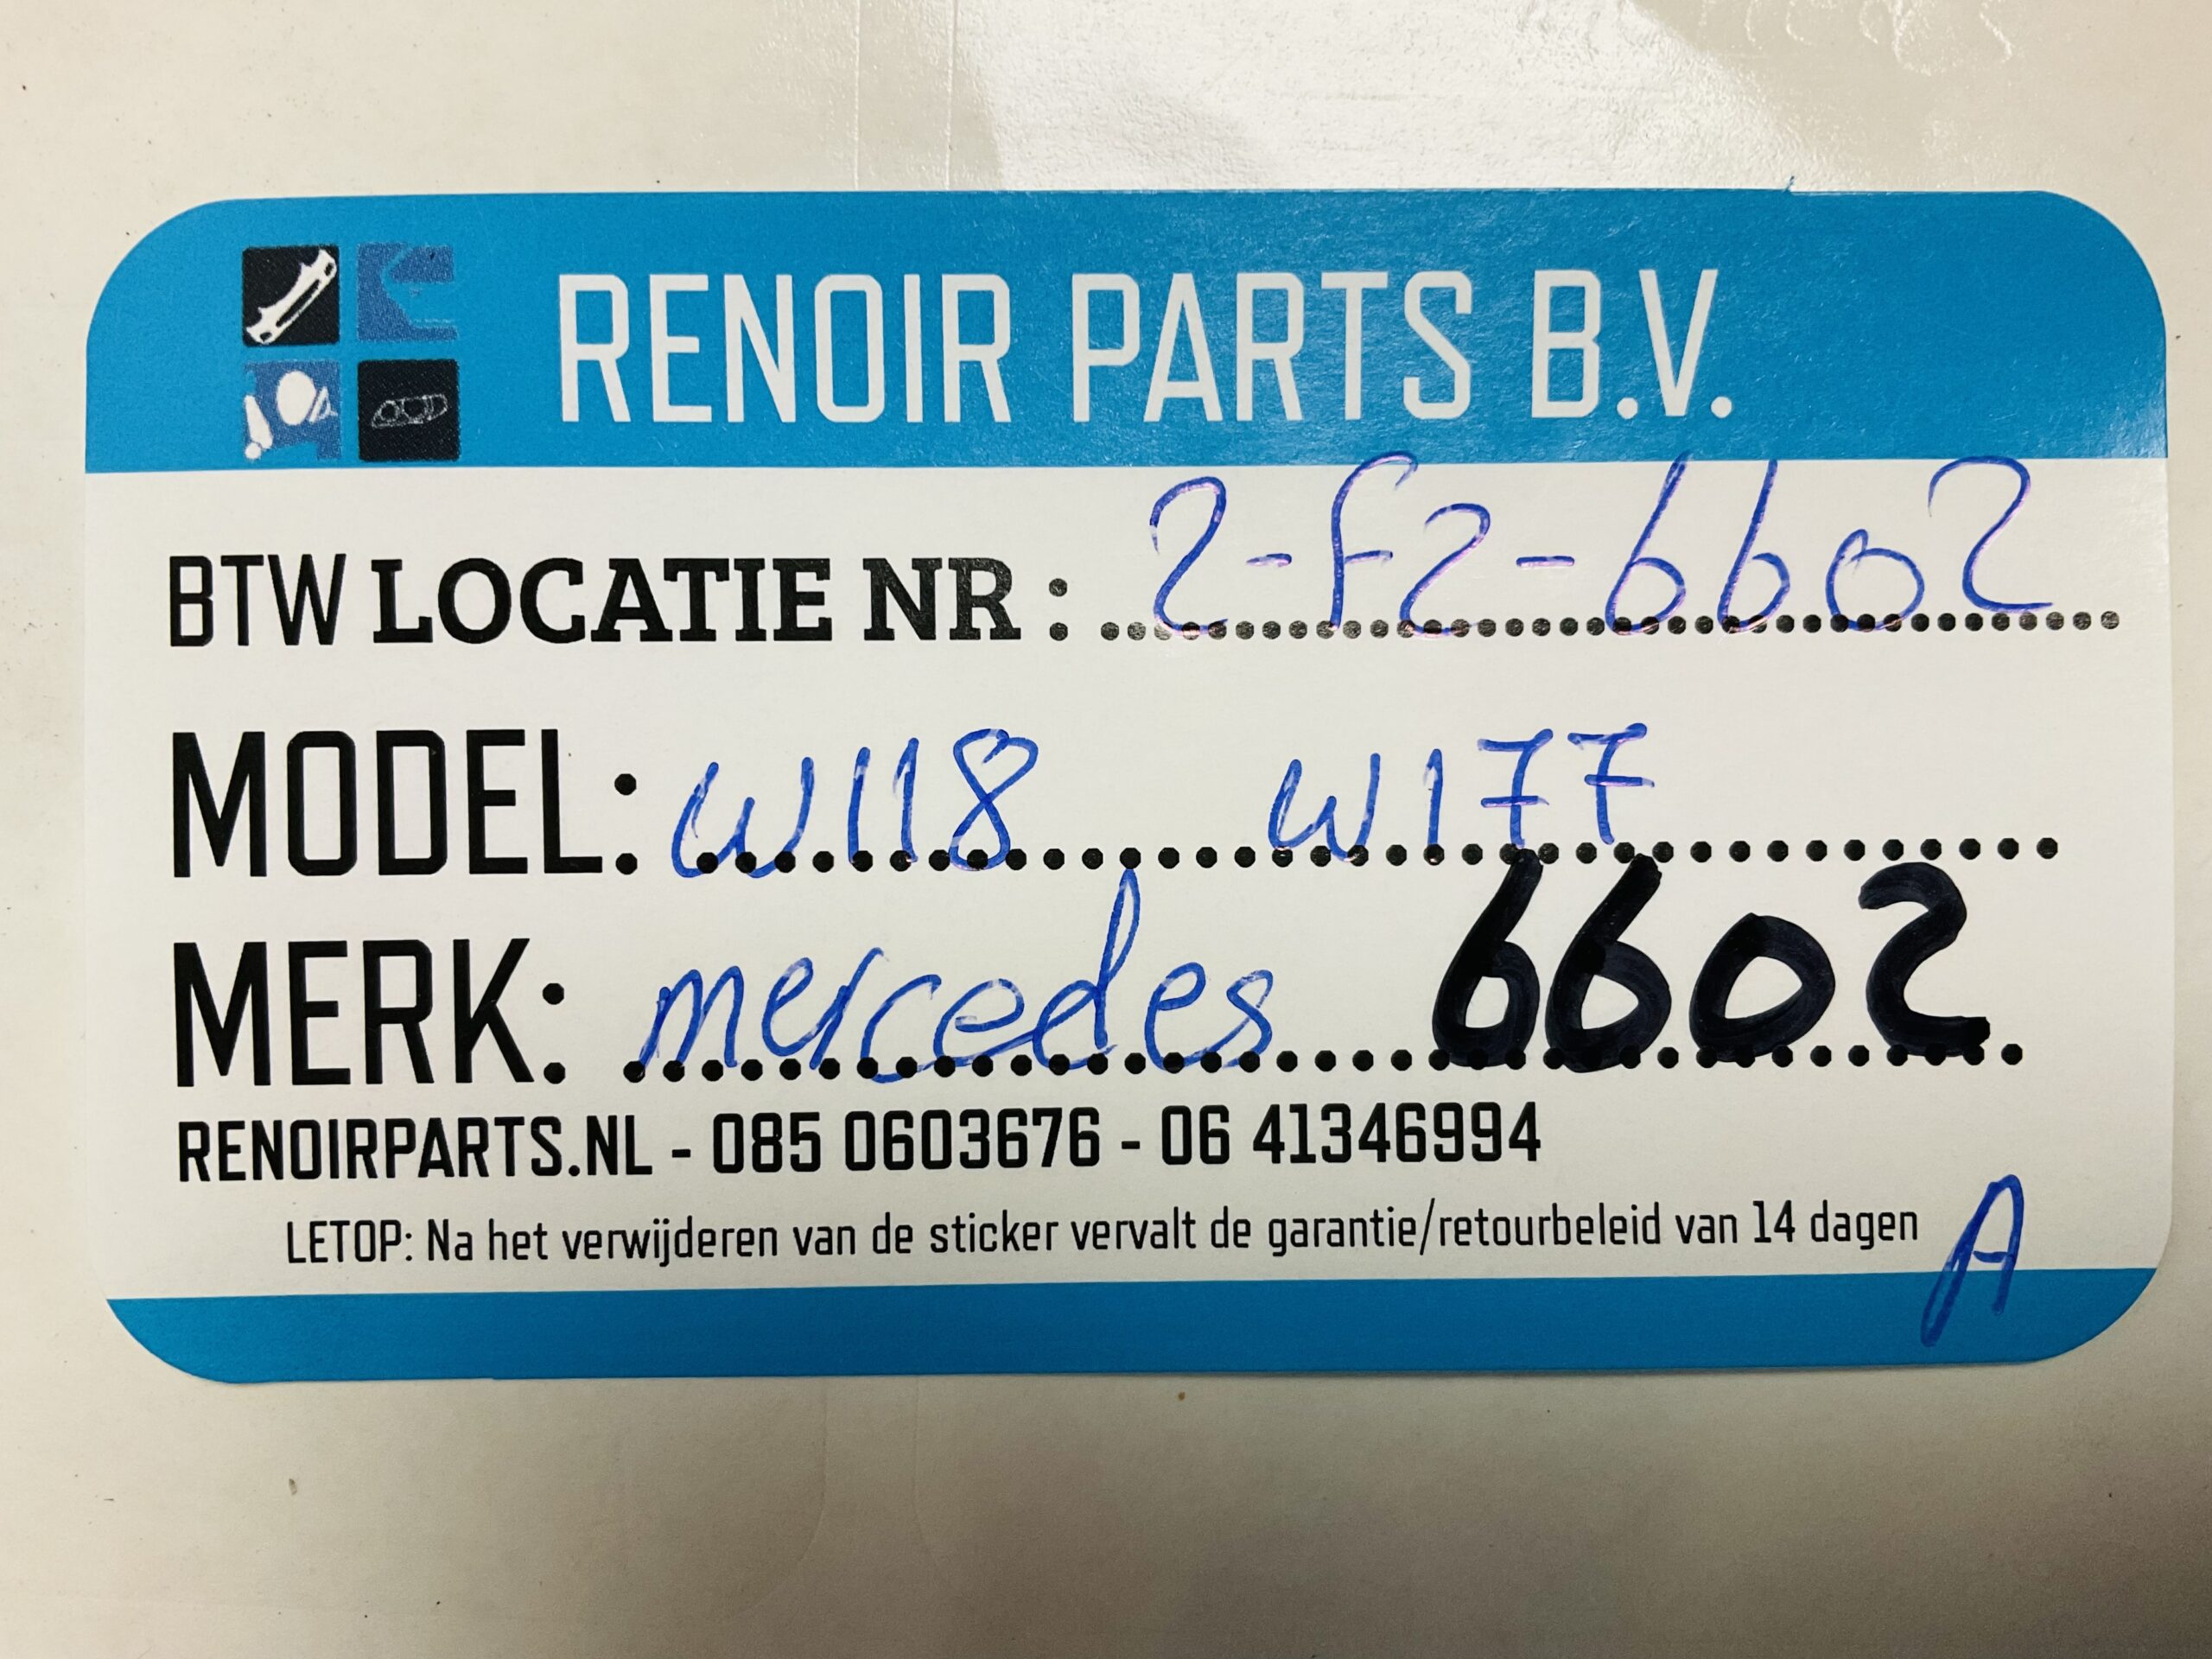 RENOIR PARTS B.V.
BTW LOCATIE NR : 2-F2-6602
MODEL: W118 W177
MERK: mercedes 6602
RENOIRPARTS.NL - 085 0603676 - 06 41346994
LETOP: Na het verwijderen van de sticker vervalt de garantie/retourbeleid van 14 dagen
A